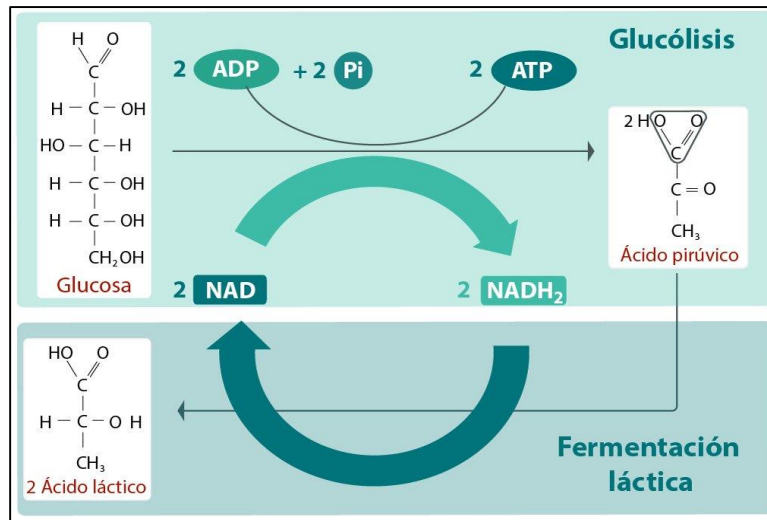 Glucólisis
2 ADP + 2 Pi
2 ATP
H O
C
H – C – OH
HO – C – H
H – C – OH
H – C – OH
CH₂OH
Glucosa
2 HO O
C
C = O
CH₃
Ácido pirúvico
2 NAD
2 NADH₂
HO O
C
H – C – O H
CH₃
2 Ácido láctico
Fermentación
láctica